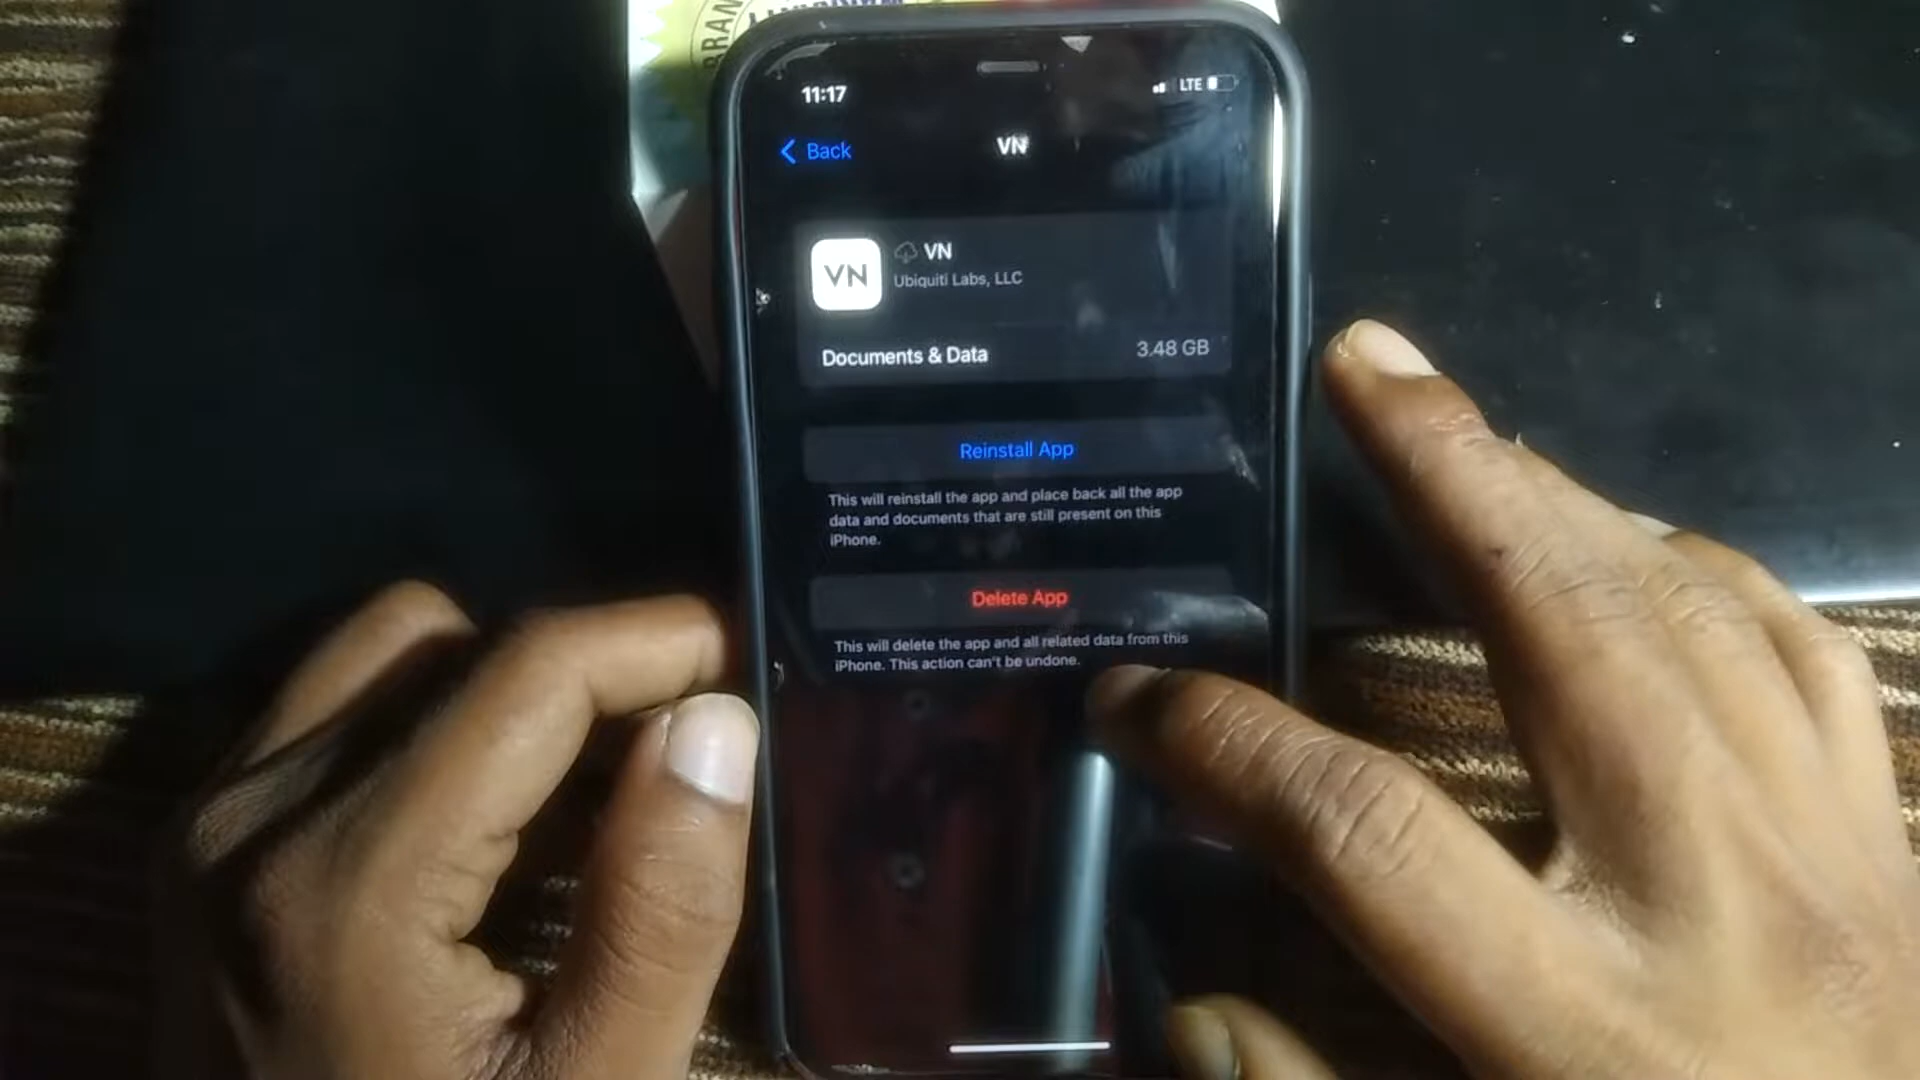 BRAN
11:17
LTE
Back
VN
VN
VN
Ubiquiti Labs, LLC
Documents & Data
3.48 GB
Reinstall App
This will reinstall the app and place back all the app
data and documents that are still present on this
iPhone.
Delete App
This will delete the app and all related data from this
iPhone. This action can't be undone.